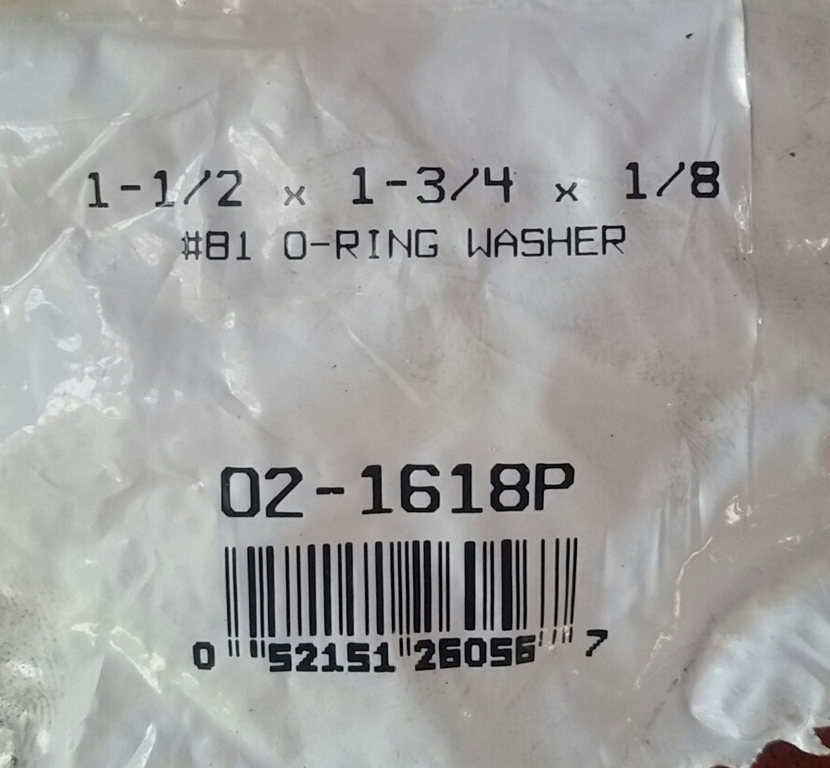 1-1/2 x 1-3/4 x 1/8
#81 O-RING WASHER
02-1618P
0 52151 26056 7